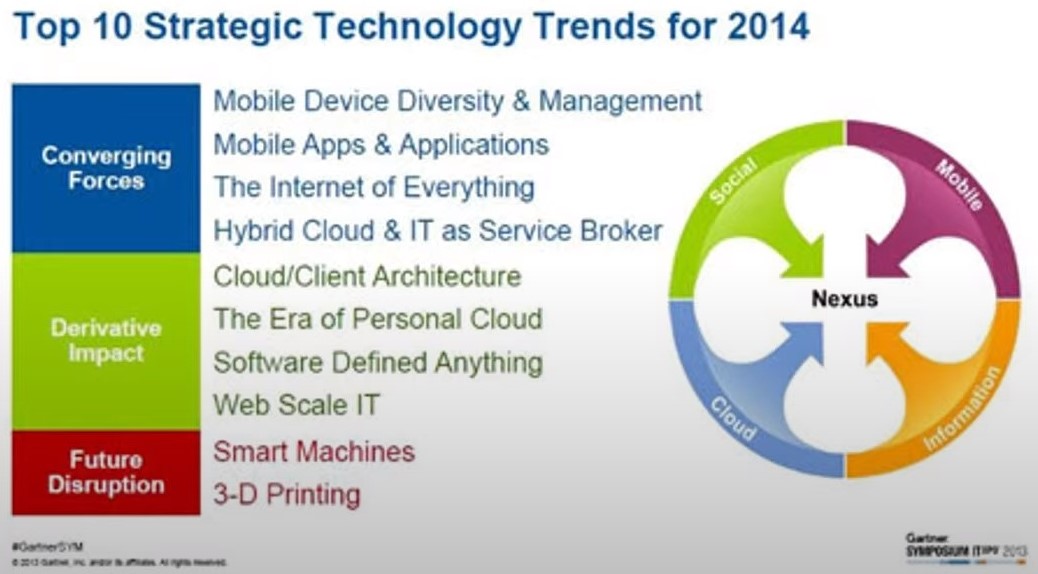 Top 10 Strategic Technology Trends for 2014
Converging
Forces
Mobile Device Diversity & Management
Mobile Apps & Applications
The Internet of Everything
Hybrid Cloud & IT as Service Broker
Derivative
Impact
Cloud/Client Architecture
The Era of Personal Cloud
Software Defined Anything
Web Scale IT
Future
Disruption
Smart Machines
3-D Printing
Social
Mobile
Nexus
Cloud
Information
#GartnerSYM
© 2013 Gartner, Inc. and/or its affiliates. All rights reserved.
Gartner
SYMPOSIUM ITXPO 2013